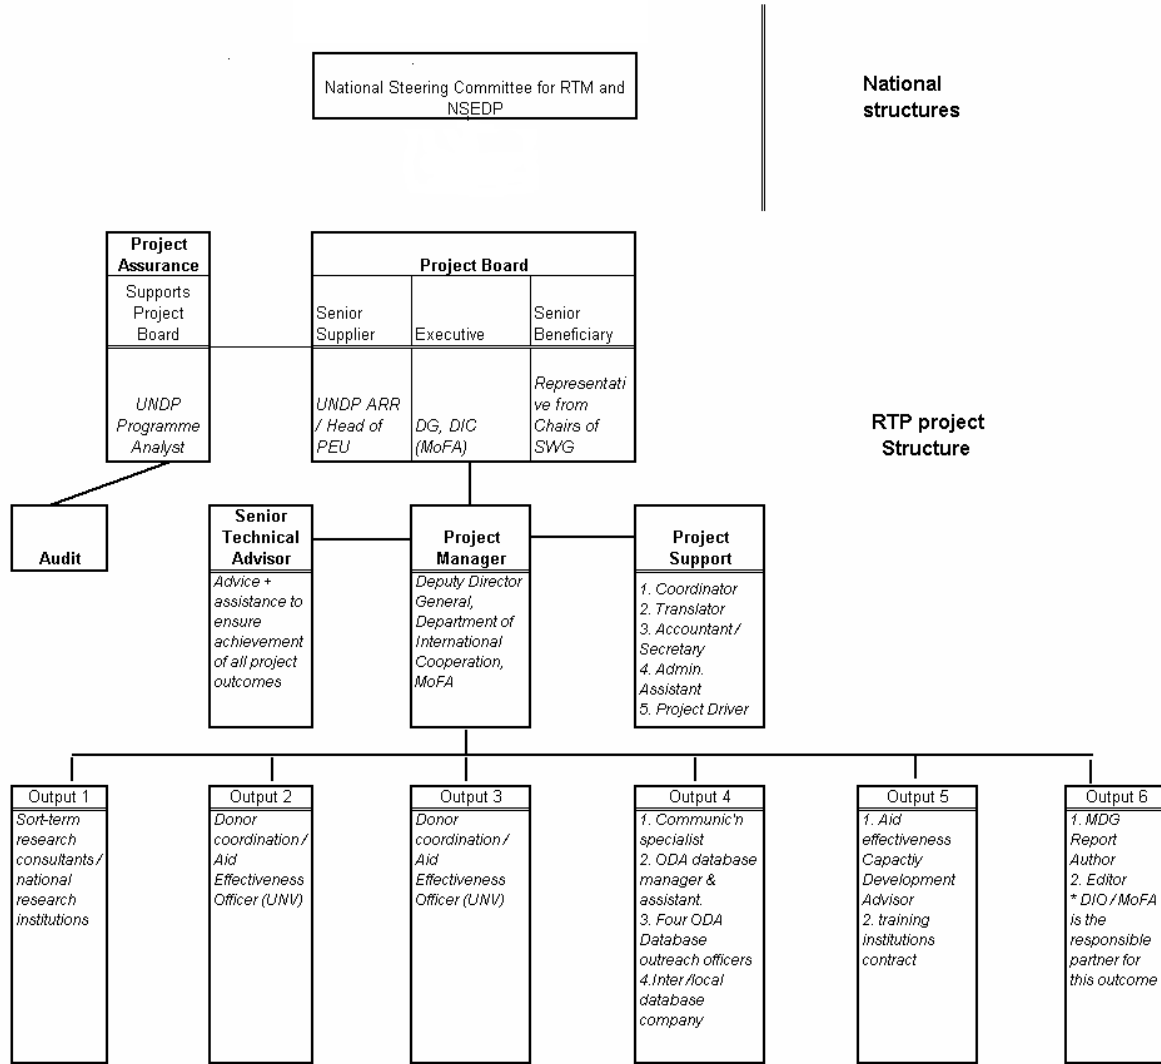 National Steering Committee for RTM and
NSEDP
National
structures
Project
Assurance
Supports
Project
Board
UNDP
Programme
Analyst
Project Board
Senior
Supplier
Executive
Senior
Beneficiary
UNDP ARR
/ Head of
PEU
DG, DIC
(MoFA)
Representati
ve from
Chairs of
SWG
RTP project
Structure
Audit
Senior
Technical
Advisor
Advice +
assistance to
ensure
achievement
of all project
outcomes
Project
Manager
Deputy Director
General,
Department of
International
Cooperation,
MoFA
Project
Support
1. Coordinator
2. Translator
3. Accountant /
Secretary
4. Admin.
Assistant
5. Project Driver
Output 1
Sort-term
research
consultants /
national
research
institutions
Output 2
Donor
coordination /
Aid
Effectiveness
Officer (UNV)
Output 3
Donor
coordination /
Aid
Effectiveness
Officer (UNV)
Output 4
1. Communic'n
specialist
2. ODA database
manager &
assistant.
3. Four ODA
Database
outreach officers
4.Inter /local
database
company
Output 5
1. Aid
effectiveness
Capactiy
Development
Advisor
2. training
institutions
contract
Output 6
1. MDG
Report
Author
2. Editor
* DIO / MoFA
is the
responsible
partner for
this outcome